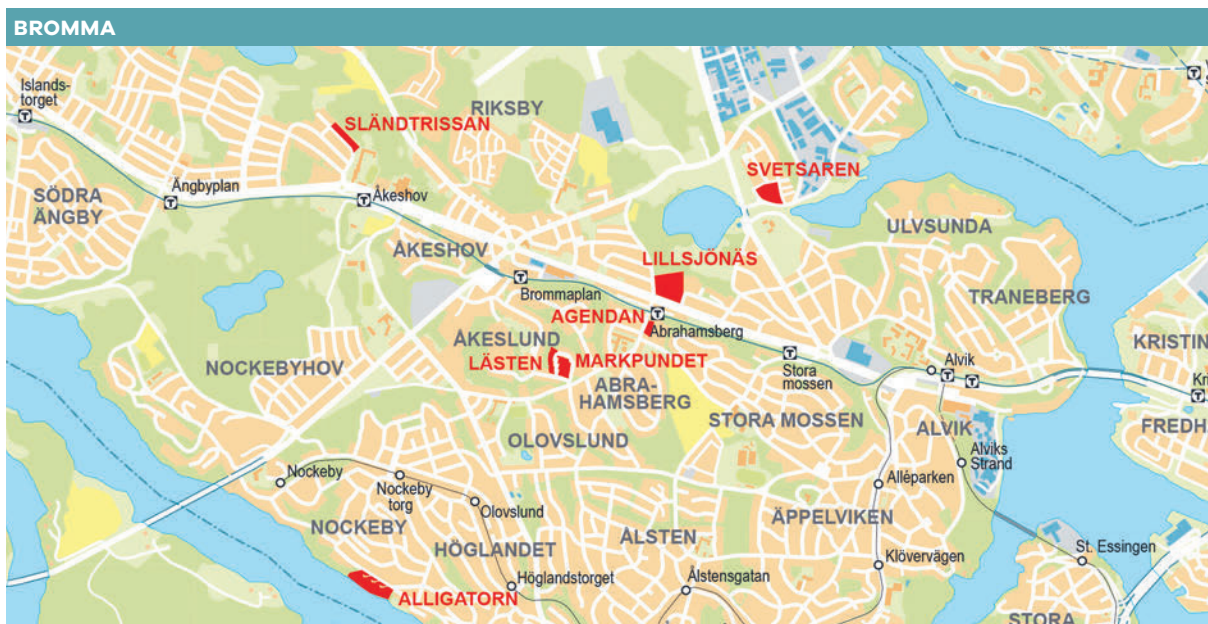 BROMMA
Islands-
torget
RIKSBY
SLÄNDTRISSAN
SVETSAREN
SÖDRA
ÄNGBY
Ängbyplan
Åkeshov
ÅKESHOV
ULVSUNDA
LILLSJÖNÄS
TRANEBERG
Brommaplan
AGENDAN
Abrahamsberg
ÅKESLUND
KRISTIN
NOCKEBYHOV
LÄSTEN
MARKPUNDET
Stora
mossen
Alvik
Kri
ABRA-
HAMSBERG
STORA MOSSEN
ALVIK
FREDH
OLOVSLUND
Alviks
Strand
Nockeby
Nockeby
torg
Alléparken
Olovslund
NOCKEBY
HÖGLANDET
ÅLSTEN
ÄPPELVIKEN
St. Essingen
Klövervägen
Höglandstorget
Ålstensgatan
ALLIGATORN
STORA